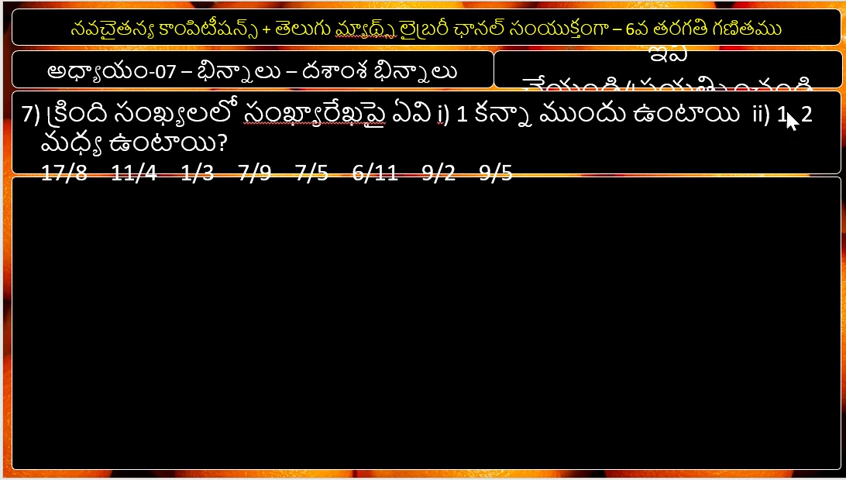 నవచైతన్య కాంపిటీషన్స్ + తెలుగు మ్యాథ్స్ లైబ్రరీ ఛానల్ సంయుక్తంగా – 6వ తరగతి గణితము
అధ్యాయం-07 – భిన్నాలు – దశాంశ భిన్నాలు
ఇవి
చేయండి/ప్రయత్నించండి
7) క్రింది సంఖ్యలలో సంఖ్యారేఖపై ఏవి i) 1 కన్నా ముందు ఉంటాయి ii) 1, 2
మధ్య ఉంటాయి?
17/8 11/4 1/3 7/9 7/5 6/11 9/2 9/5